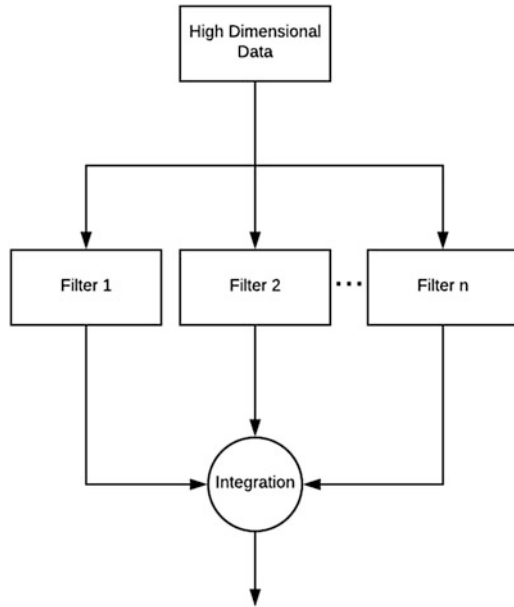 High Dimensional
Data
Filter 1
Filter 2
...
Filter n
Integration